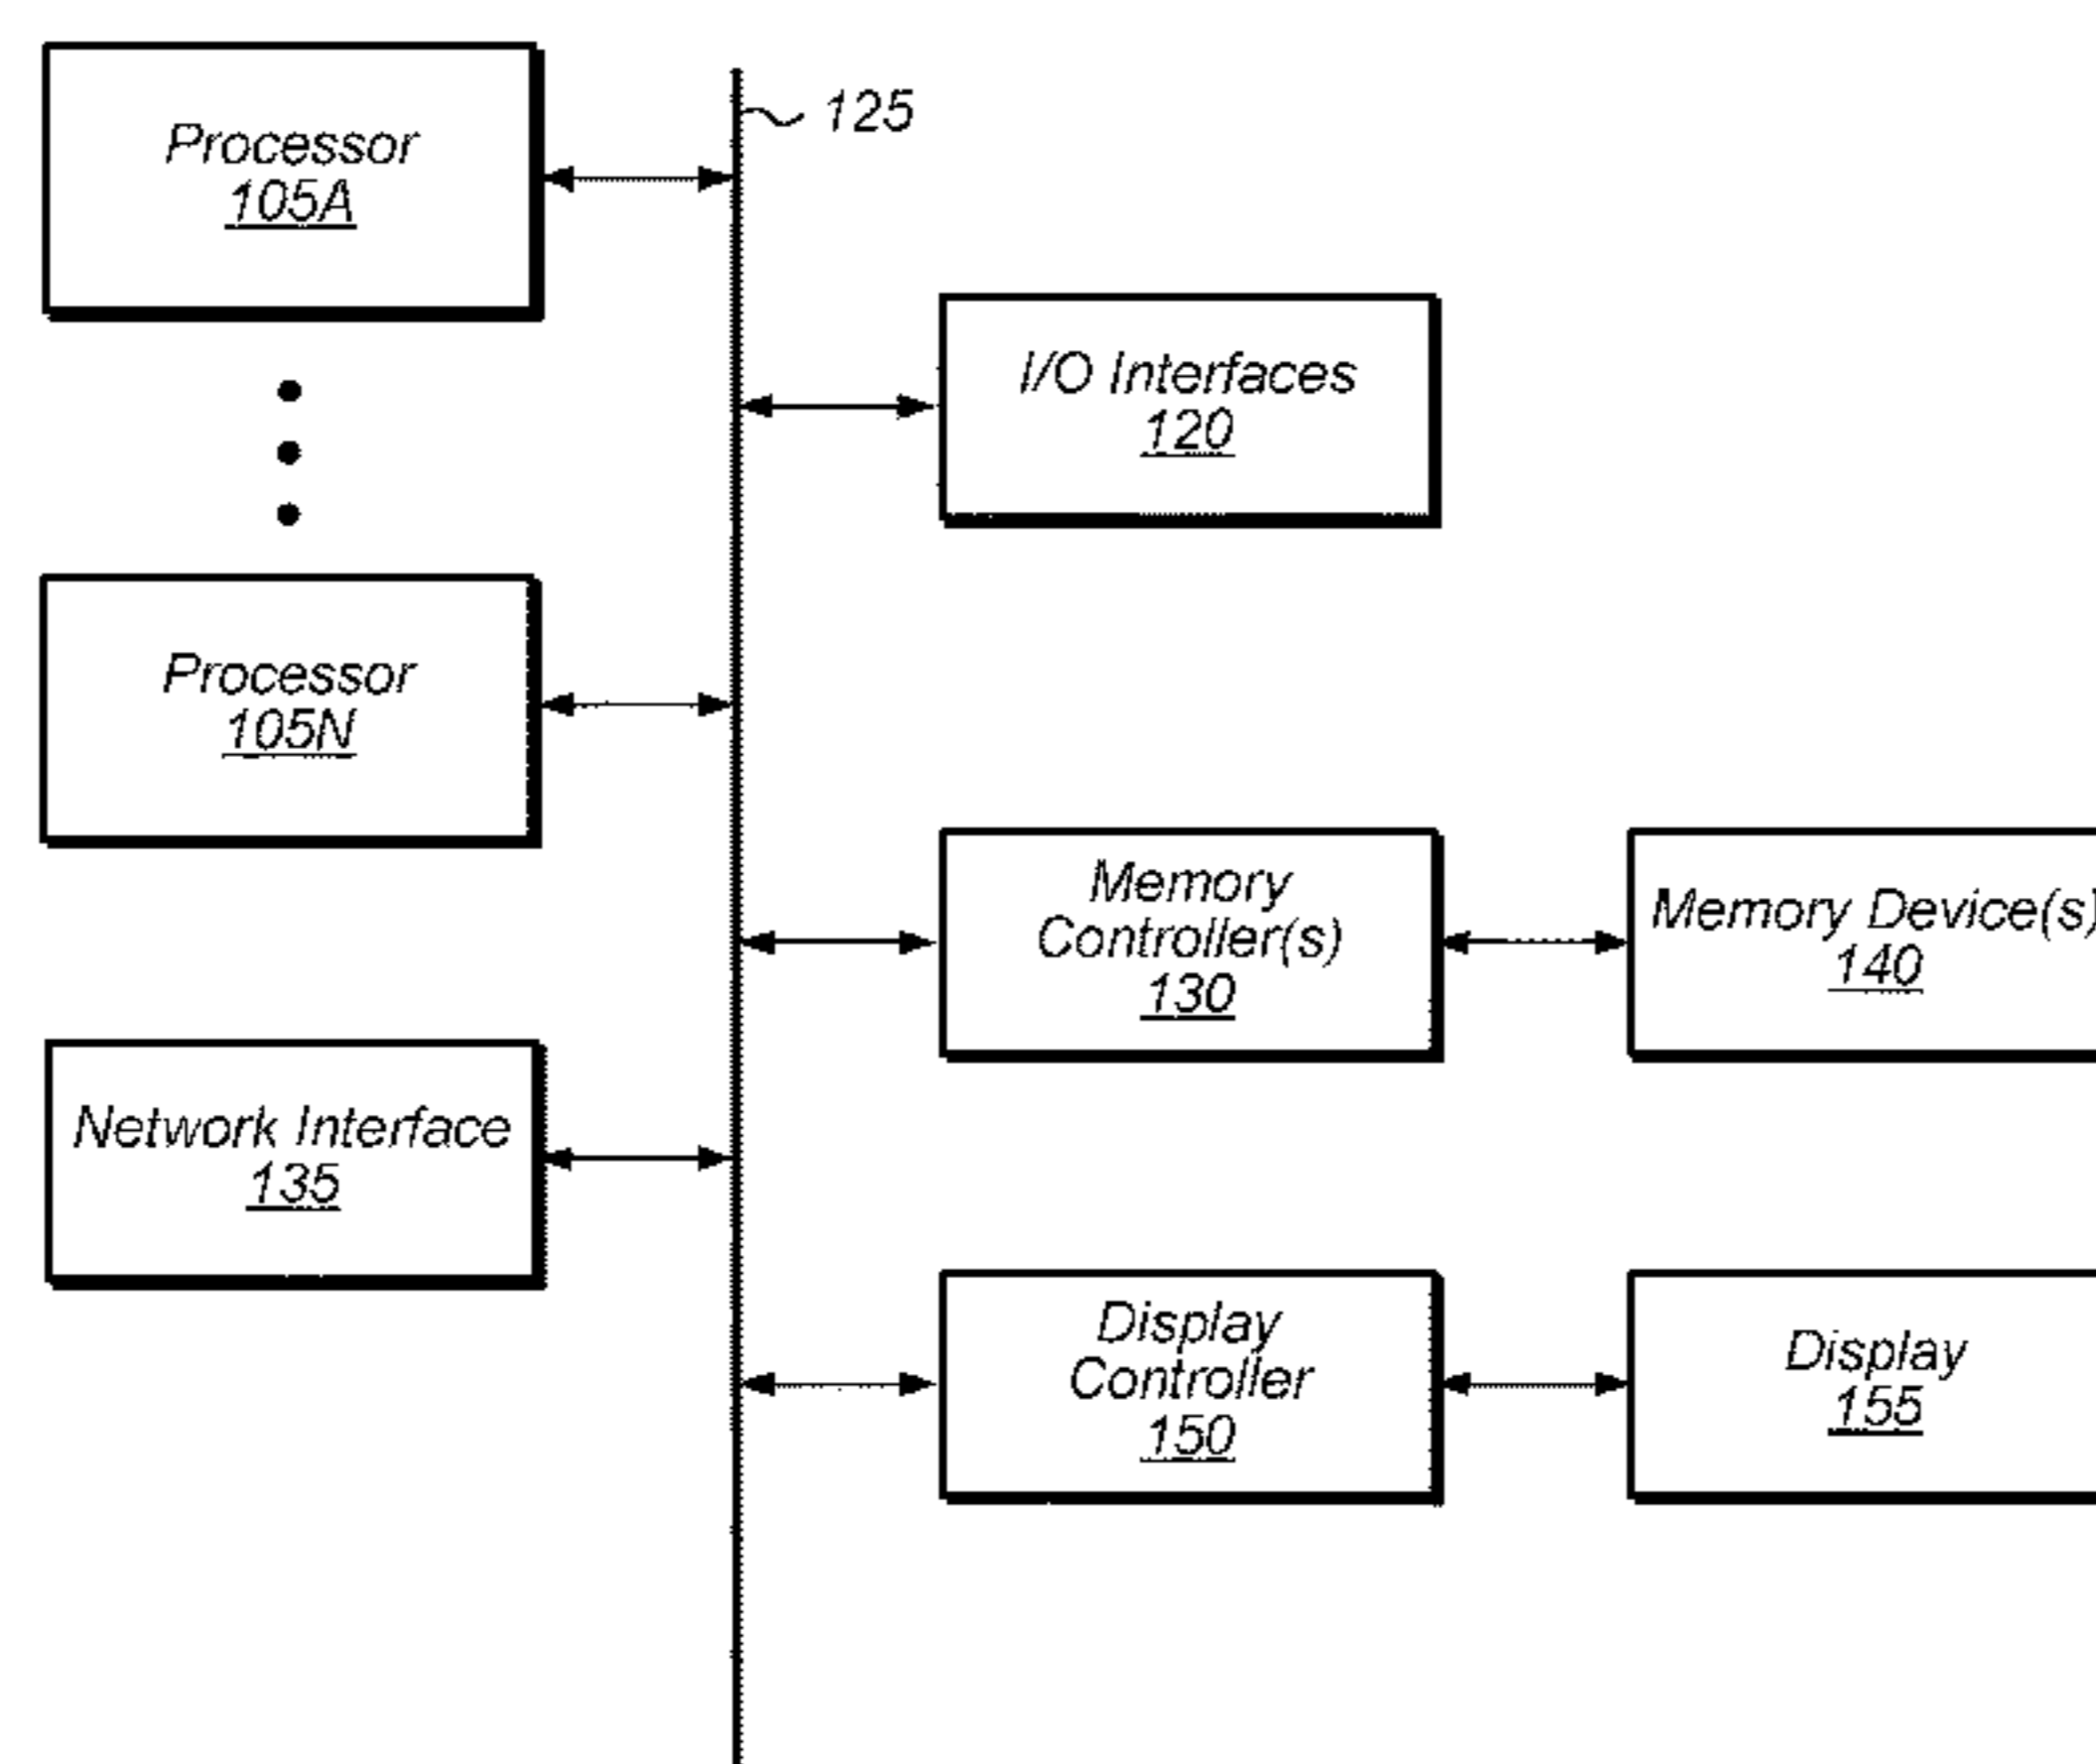 Processor
105A
125
I/O Interfaces
120
Processor
105N
Memory
Controller(s)
130
Memory Device(s)
140
Network Interface
135
Display
Controller
150
Display
155